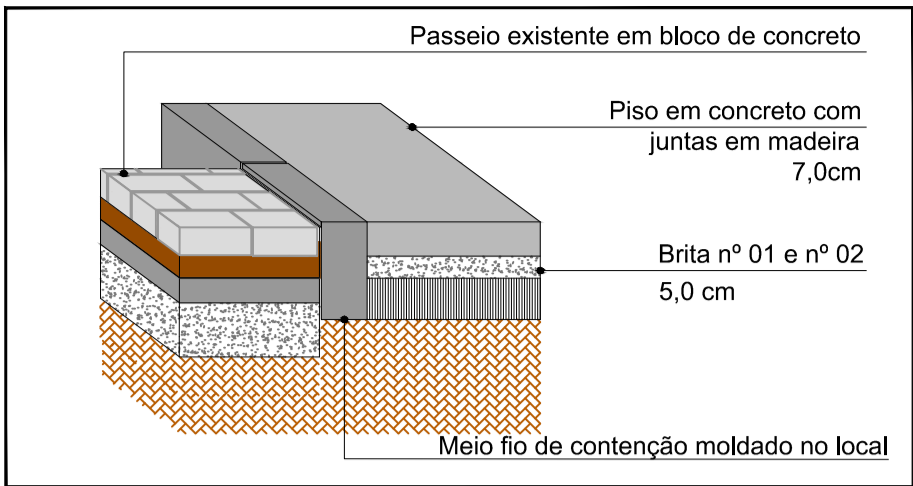 Passeio existente em bloco de concreto
Piso em concreto com
juntas em madeira
7,0cm
Brita nº 01 e nº 02
5,0 cm
Meio fio de contenção moldado no local